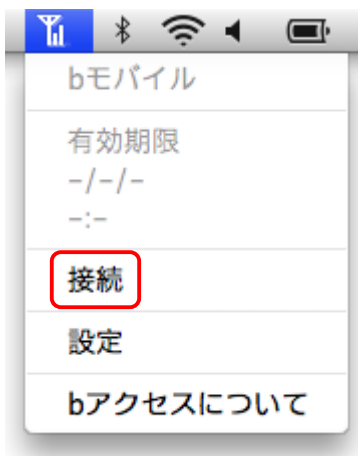 bモバイル
有効期限
-/-/-
-:-
接続
設定
bアクセスについて